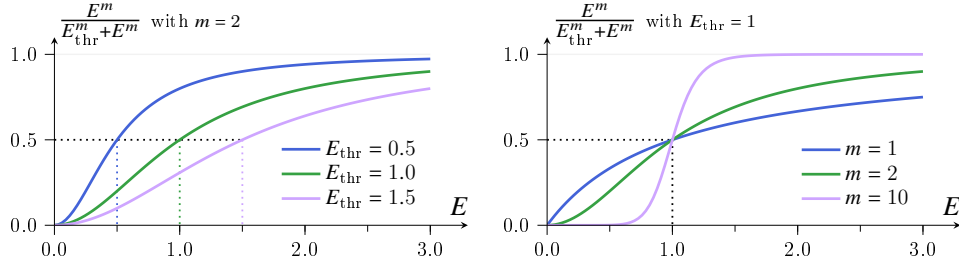 E^m / (E_thr^m + E^m) with m = 2
1.0
0.5
0.0
0.0 1.0 2.0 3.0
E
E_thr = 0.5
E_thr = 1.0
E_thr = 1.5
E^m / (E_thr^m + E^m) with E_thr = 1
1.0
0.5
0.0
0.0 1.0 2.0 3.0
E
m = 1
m = 2
m = 10